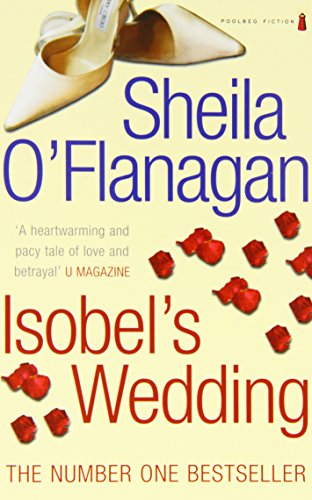 POOLBEG FICTION
Sheila
O'Flanagan
'A heartwarming and
pacy tale of love and
betrayal' U MAGAZINE
Isobel's
Wedding
THE NUMBER ONE BESTSELLER